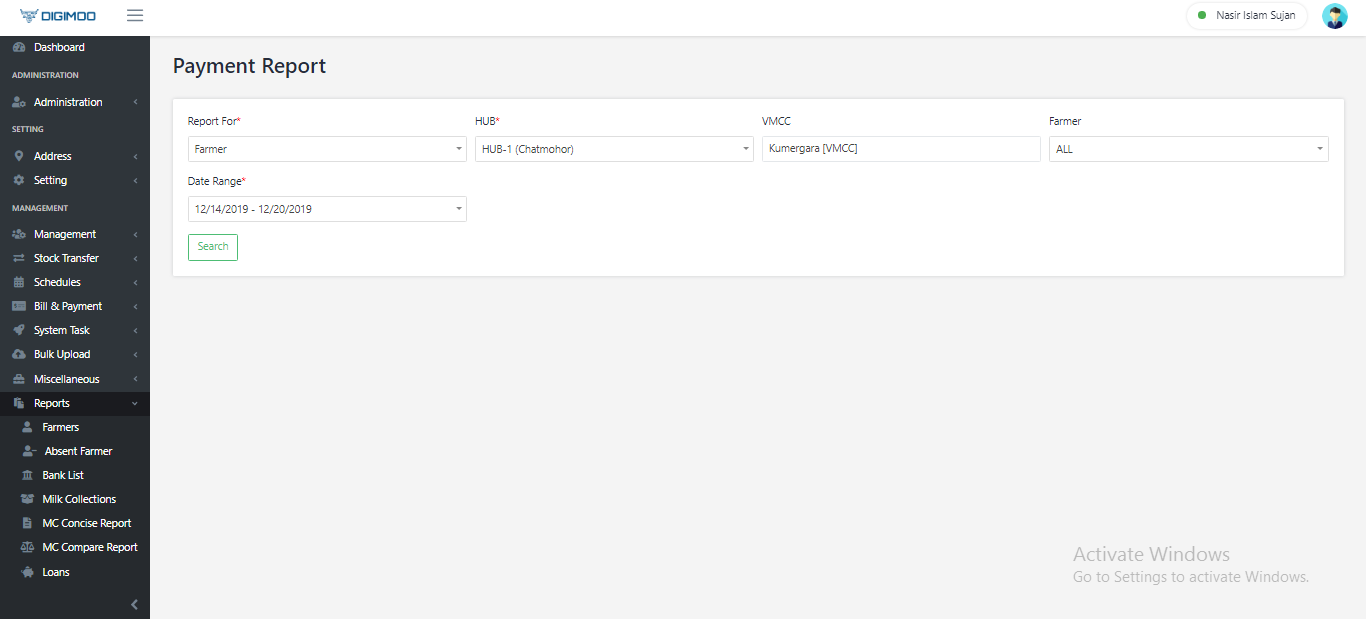 DIGIMOO
Nasir Islam Sujan
Dashboard
ADMINISTRATION
Administration
SETTING
Address
Setting
MANAGEMENT
Management
Stock Transfer
Schedules
Bill & Payment
System Task
Bulk Upload
Miscellaneous
Reports
Farmers
Absent Farmer
Bank List
Milk Collections
MC Concise Report
MC Compare Report
Loans
Payment Report
Report For* HUB* VMCC Farmer
Farmer HUB-1 (Chatmohor) Kumergara [VMCC] ALL
Date Range*
12/14/2019 - 12/20/2019
Search
Activate Windows
Go to Settings to activate Windows.